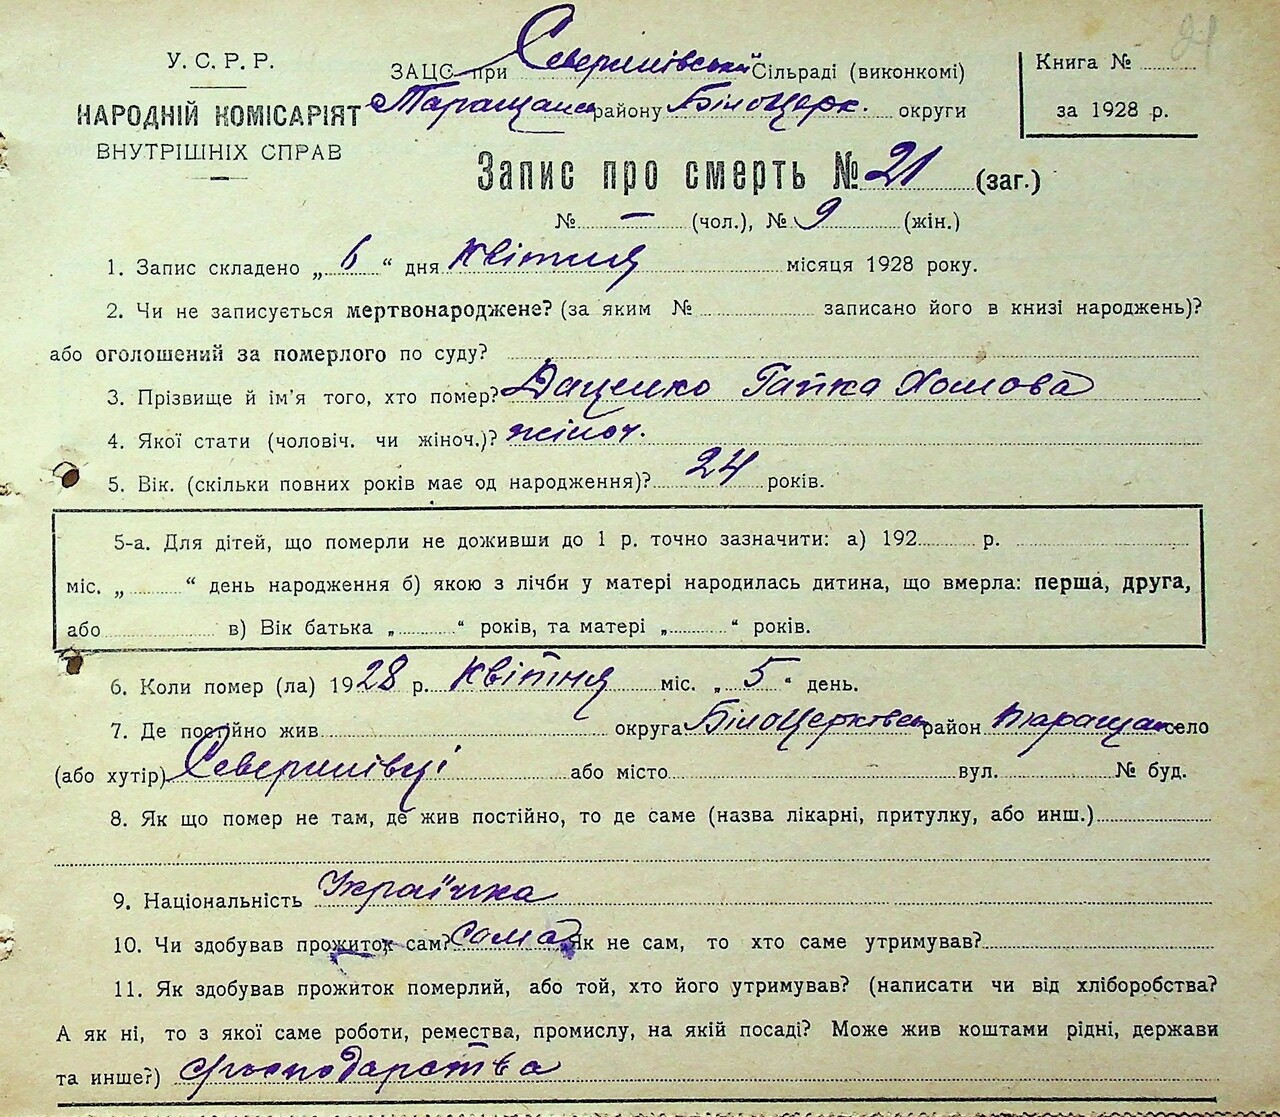 21
У. С. Р. Р.
НАРОДНІЙ КОМІСАРІЯТ
ВНУТРІШНІХ СПРАВ
ЗАЦС при Северинівській Сільраді (виконкомі)
Таращанс району БілоЦерк. округи
Книга №
за 1928 р.
Запис про смерть № 21 (заг.)
№ — (чол.), № 9 (жін.)
1. Запис складено „ 6 “ дня квітня місяця 1928 року.
2. Чи не записується мертвонароджене? (за яким № записано його в книзі народжень)?
або оголошений за померлого по суду?
3. Прізвище й ім'я того, хто помер? Даценко Гапка Хомова
4. Якої стати (чоловіч. чи жіноч.)? жіноч.
5. Вік. (скільки повних років має од народження)? 24 років.
5-а. Для дітей, що померли не доживши до 1 р. точно зазначити: а) 192 р.
міс. „ “ день народження б) якою з лічби у матері народилась дитина, що вмерла: перша, друга,
або в) Вік батька „ “ років, та матері „ “ років.
6. Коли помер (ла) 1928 р. квітня міс. „ 5 “ день.
7. Де постійно жив округа БілоЦерковськ район Таращан село
(або хутір) Северинівці або місто вул. № буд.
8. Як що помер не там, де жив постійно, то де саме (назва лікарні, притулку, або инш.)
9. Національність Українка
10. Чи здобував прожиток сам? Сама Як не сам, то хто саме утримував?
11. Як здобував прожиток померлий, або той, хто його утримував? (написати чи від хліборобства?
А як ні, то з якої саме роботи, ремества, промислу, на якій посаді? Може жив коштами рідні, держави
та инше?) з господарства